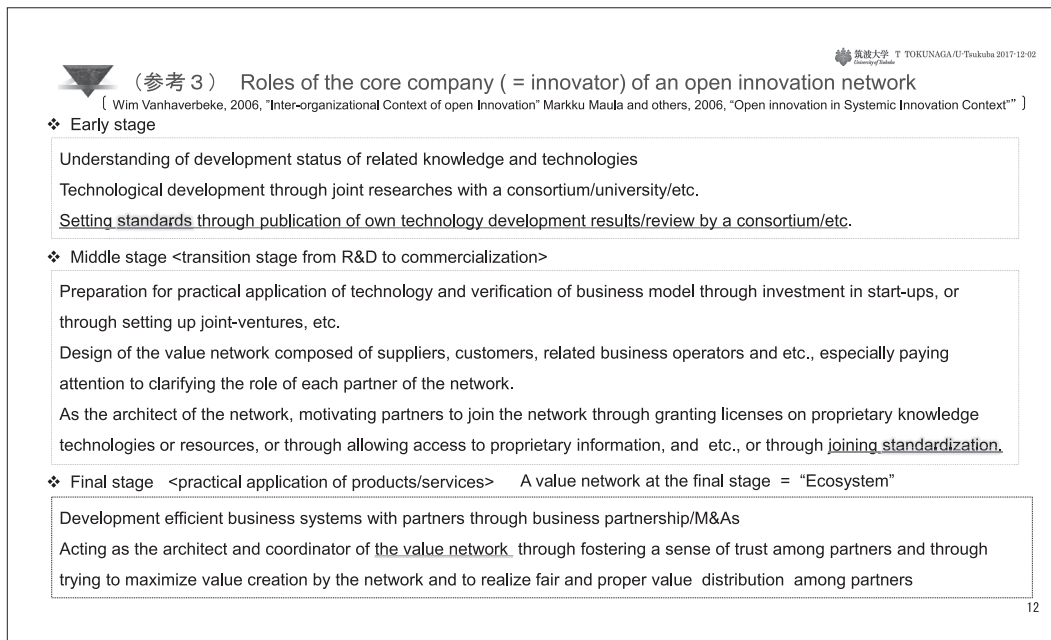 筑波大学 T TOKUNAGA/U-Tsukuba 2017-12-02
University of Tsukuba
（参考３） Roles of the core company ( = innovator) of an open innovation network
〔 Wim Vanhaverbeke, 2006, "Inter-organizational Context of open Innovation” Markku Maula and others, 2006, “Open innovation in Systemic Innovation Context”” 〕
❖ Early stage
Understanding of development status of related knowledge and technologies
Technological development through joint researches with a consortium/university/etc.
Setting standards through publication of own technology development results/review by a consortium/etc.
❖ Middle stage <transition stage from R&D to commercialization>
Preparation for practical application of technology and verification of business model through investment in start-ups, or
through setting up joint-ventures, etc.
Design of the value network composed of suppliers, customers, related business operators and etc., especially paying
attention to clarifying the role of each partner of the network.
As the architect of the network, motivating partners to join the network through granting licenses on proprietary knowledge
technologies or resources, or through allowing access to proprietary information, and etc., or through joining standardization.
❖ Final stage <practical application of products/services> A value network at the final stage = “Ecosystem”
Development efficient business systems with partners through business partnership/M&As
Acting as the architect and coordinator of the value network through fostering a sense of trust among partners and through
trying to maximize value creation by the network and to realize fair and proper value distribution among partners
12